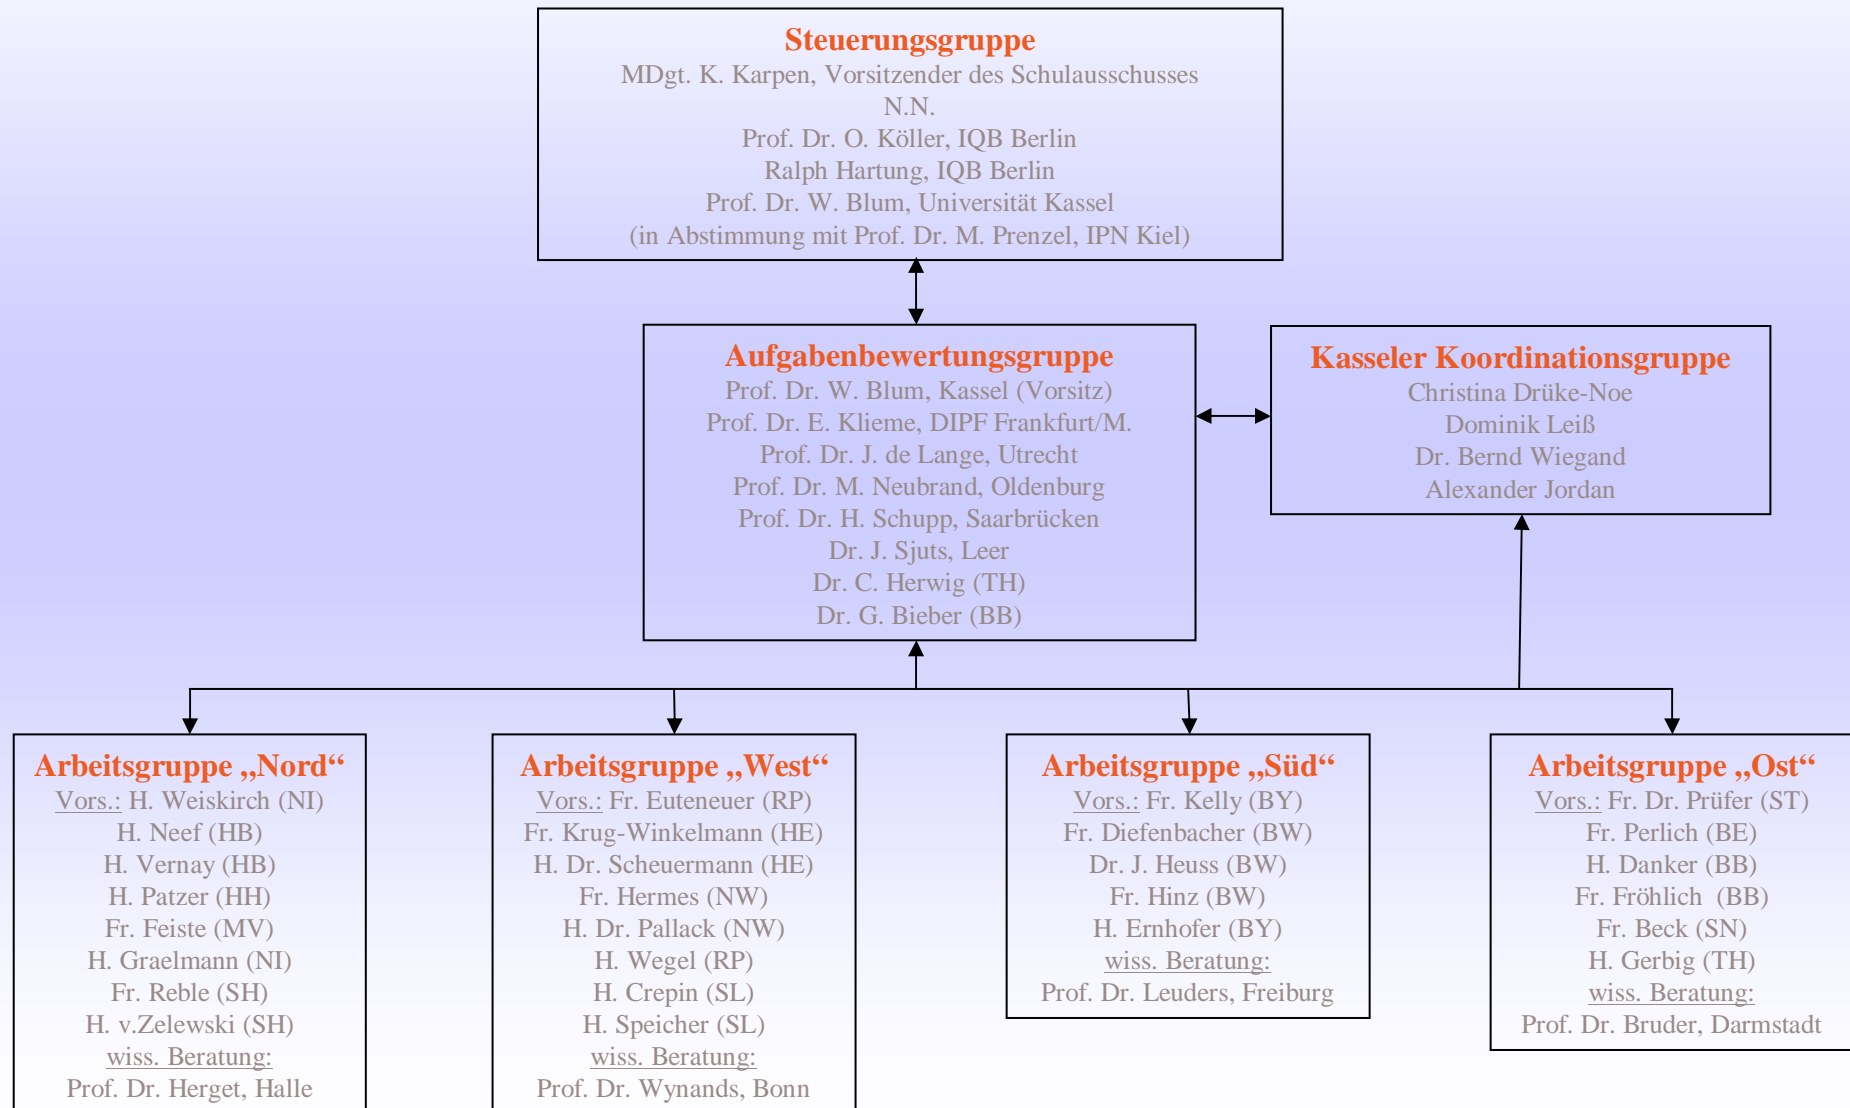 Steuerungsgruppe
MDgt. K. Karpen, Vorsitzender des Schulausschusses
N.N.
Prof. Dr. O. Köller, IQB Berlin
Ralph Hartung, IQB Berlin
Prof. Dr. W. Blum, Universität Kassel
(in Abstimmung mit Prof. Dr. M. Prenzel, IPN Kiel)
Aufgabenbewertungsgruppe
Prof. Dr. W. Blum, Kassel (Vorsitz)
Prof. Dr. E. Klieme, DIPF Frankfurt/M.
Prof. Dr. J. de Lange, Utrecht
Prof. Dr. M. Neubrand, Oldenburg
Prof. Dr. H. Schupp, Saarbrücken
Dr. J. Sjuts, Leer
Dr. C. Herwig (TH)
Dr. G. Bieber (BB)
Kasseler Koordinationsgruppe
Christina Drüke-Noe
Dominik Leiß
Dr. Bernd Wiegand
Alexander Jordan
Arbeitsgruppe „Nord“
Vors.: H. Weiskirch (NI)
H. Neef (HB)
H. Vernay (HB)
H. Patzer (HH)
Fr. Feiste (MV)
H. Graelmann (NI)
Fr. Reble (SH)
H. v.Zelewski (SH)
wiss. Beratung:
Prof. Dr. Herget, Halle
Arbeitsgruppe „West“
Vors.: Fr. Euteneuer (RP)
Fr. Krug-Winkelmann (HE)
H. Dr. Scheuermann (HE)
Fr. Hermes (NW)
H. Dr. Pallack (NW)
H. Wegel (RP)
H. Crepin (SL)
H. Speicher (SL)
wiss. Beratung:
Prof. Dr. Wynands, Bonn
Arbeitsgruppe „Süd“
Vors.: Fr. Kelly (BY)
Fr. Diefenbacher (BW)
Dr. J. Heuss (BW)
Fr. Hinz (BW)
H. Ernhofer (BY)
wiss. Beratung:
Prof. Dr. Leuders, Freiburg
Arbeitsgruppe „Ost“
Vors.: Fr. Dr. Prüfer (ST)
Fr. Perlich (BE)
H. Danker (BB)
Fr. Fröhlich (BB)
Fr. Beck (SN)
H. Gerbig (TH)
wiss. Beratung:
Prof. Dr. Bruder, Darmstadt